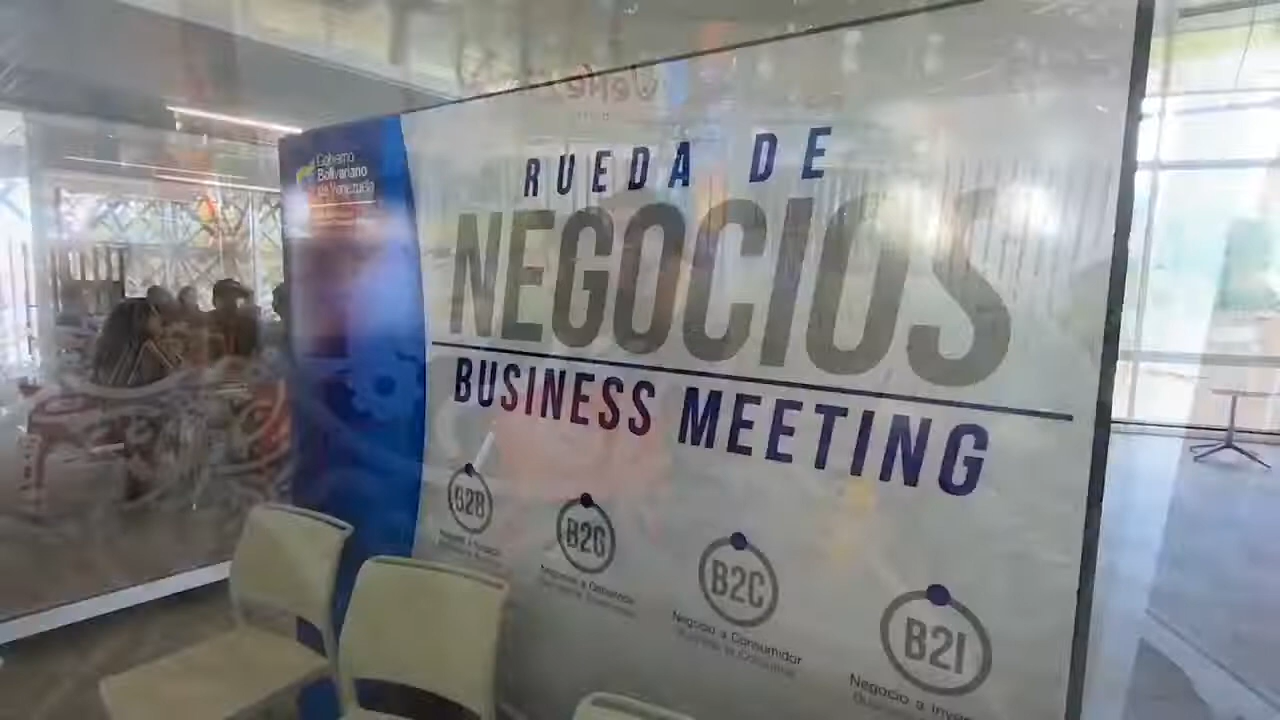 Gobierno
Bolivariano
de Venezuela
RUEDA DE
NEGOCIOS
BUSINESS MEETING
B2B
B2G
B2C
B2I
Negocio a Consumidor
Negocio a